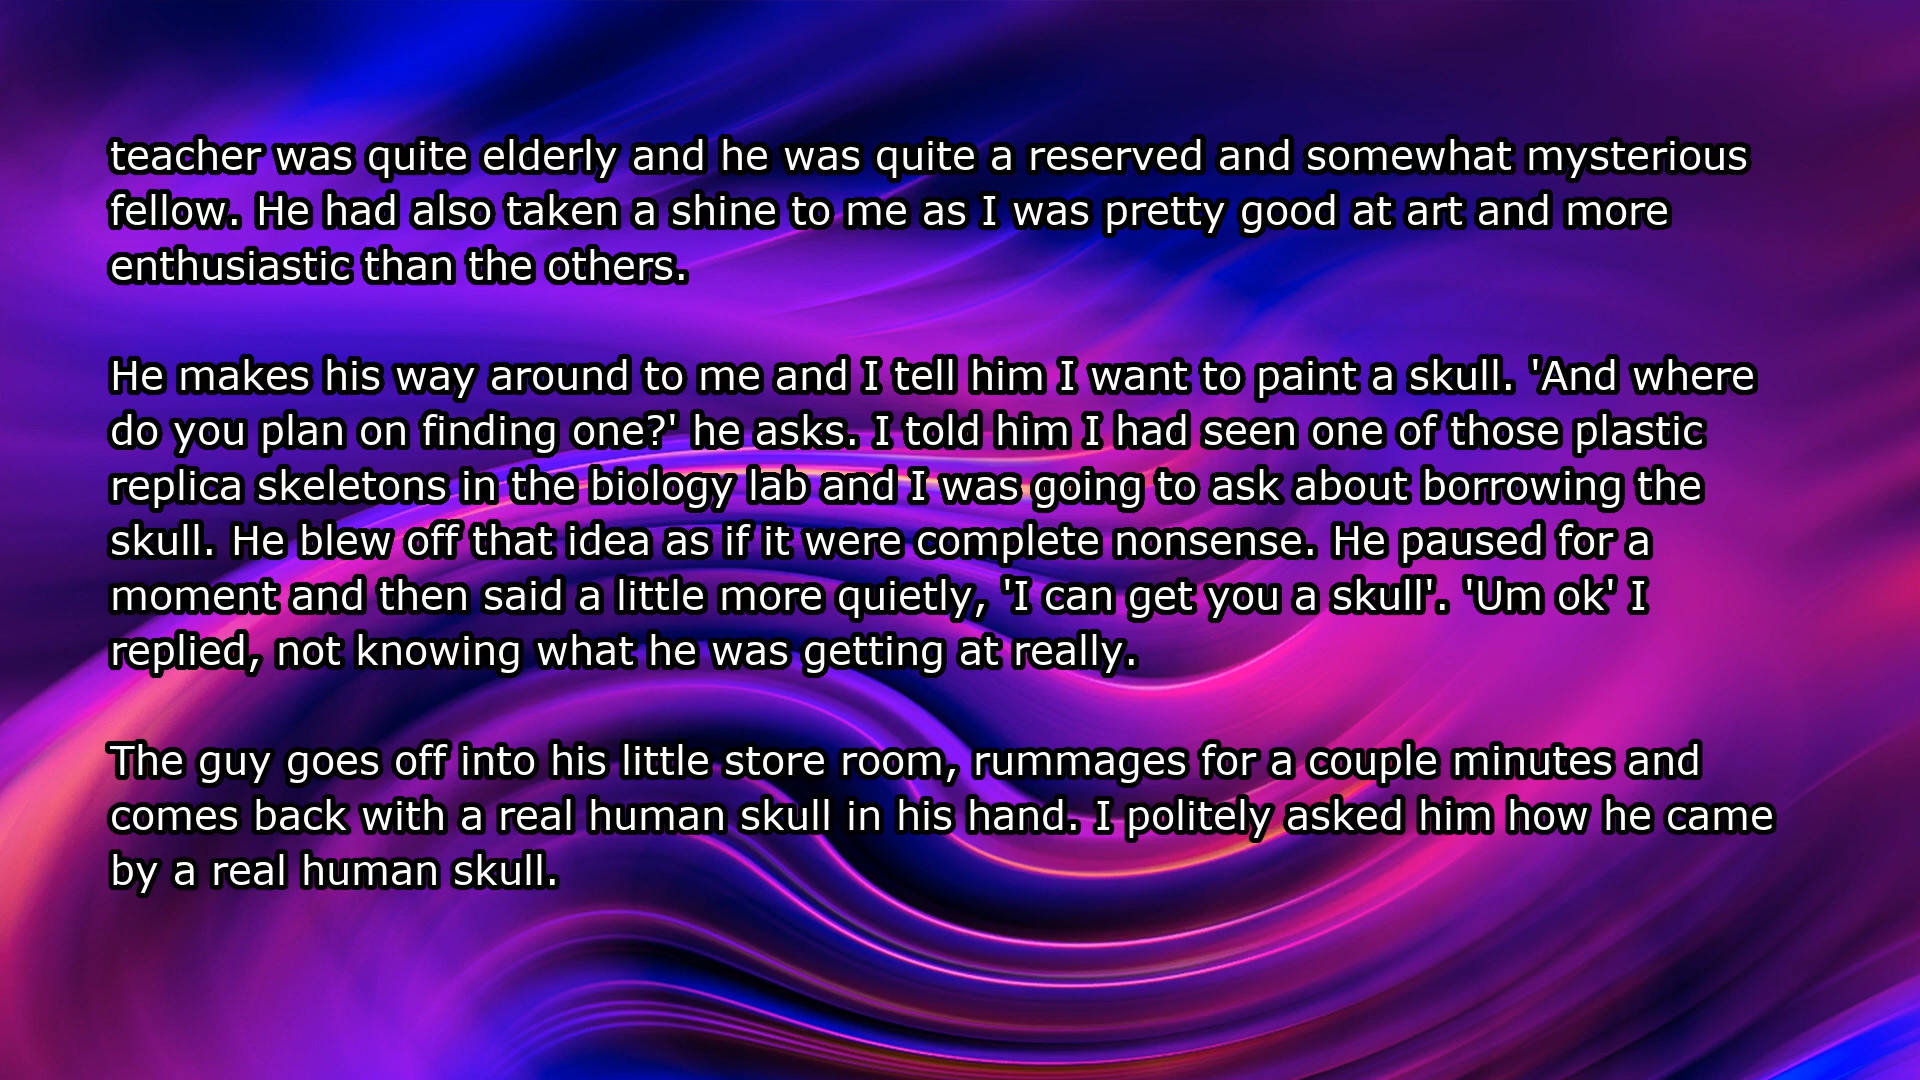 teacher was quite elderly and he was quite a reserved and somewhat mysterious
fellow. He had also taken a shine to me as I was pretty good at art and more
enthusiastic than the others.
He makes his way around to me and I tell him I want to paint a skull. 'And where
do you plan on finding one?' he asks. I told him I had seen one of those plastic
replica skeletons in the biology lab and I was going to ask about borrowing the
skull. He blew off that idea as if it were complete nonsense. He paused for a
moment and then said a little more quietly, 'I can get you a skull'. 'Um ok' I
replied, not knowing what he was getting at really.
The guy goes off into his little store room, rummages for a couple minutes and
comes back with a real human skull in his hand. I politely asked him how he came
by a real human skull.